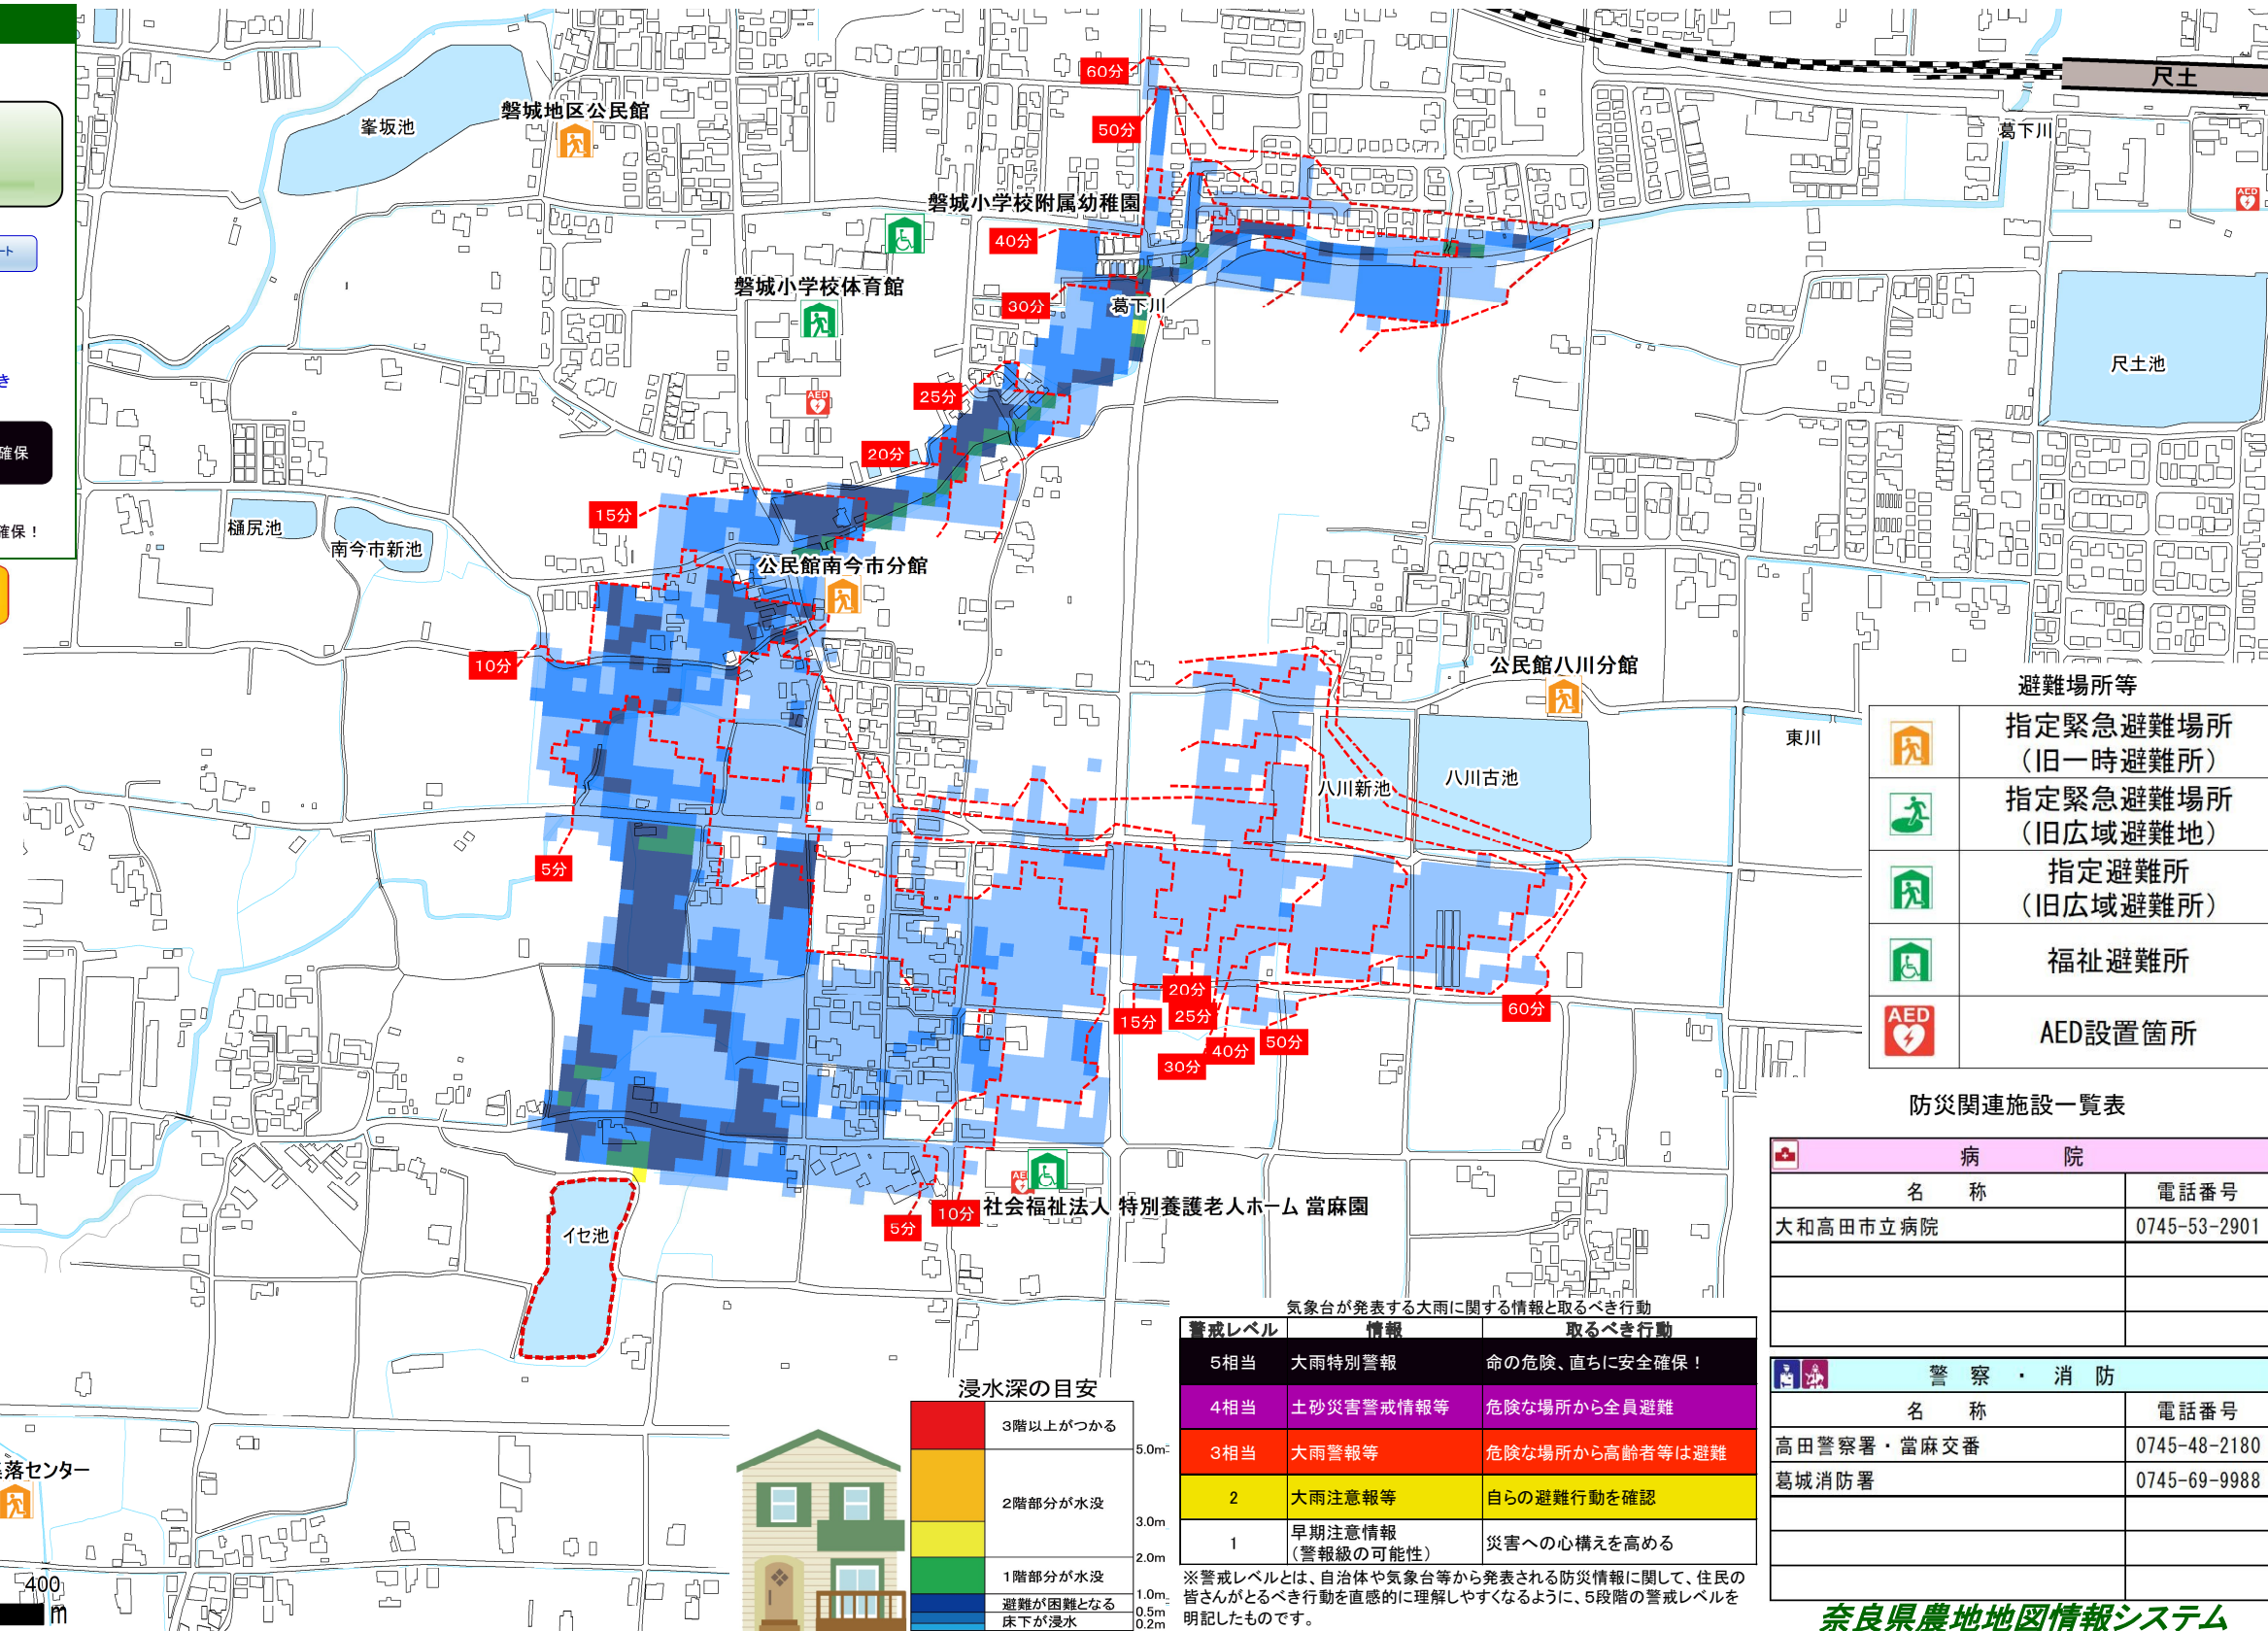 ート
き
確保
確保！
60分
尺土
峯坂池
磐城地区公民館
50分
葛下川
AED
磐城小学校附属幼稚園
40分
磐城小学校体育館
30分
葛下川
尺土池
25分
AED
20分
15分
樋尻池
南今市新池
公民館南今市分館
10分
公民館八川分館
東川
八川新池
八川古池
5分
20分
15分
25分
60分
30分
40分
50分
AE
5分
10分
社会福祉法人 特別養護老人ホーム 當麻園
イセ池
落センター
400
m
避難場所等
指定緊急避難場所
（旧一時避難所）
指定緊急避難場所
（旧広域避難地）
指定避難所
（旧広域避難所）
福祉避難所
AED
AED設置箇所
防災関連施設一覧表
病 院
名 称 電話番号
大和高田市立病院 0745-53-2901
警 察 ・ 消 防
名 称 電話番号
高田警察署・當麻交番 0745-48-2180
葛城消防署 0745-69-9988
気象台が発表する大雨に関する情報と取るべき行動
警戒レベル 情報 取るべき行動
5相当 大雨特別警報 命の危険、直ちに安全確保！
4相当 土砂災害警戒情報等 危険な場所から全員避難
3相当 大雨警報等 危険な場所から高齢者等は避難
2 大雨注意報等 自らの避難行動を確認
1 早期注意情報
（警報級の可能性） 災害への心構えを高める
※警戒レベルとは、自治体や気象台等から発表される防災情報に関して、住民の
皆さんがとるべき行動を直感的に理解しやすくなるように、5段階の警戒レベルを
明記したものです。
浸水深の目安
3階以上がつかる
5.0m
2階部分が水没
3.0m
2.0m
1階部分が水没
1.0m
避難が困難となる
0.5m
床下が浸水
0.2m
奈良県農地地図情報システム